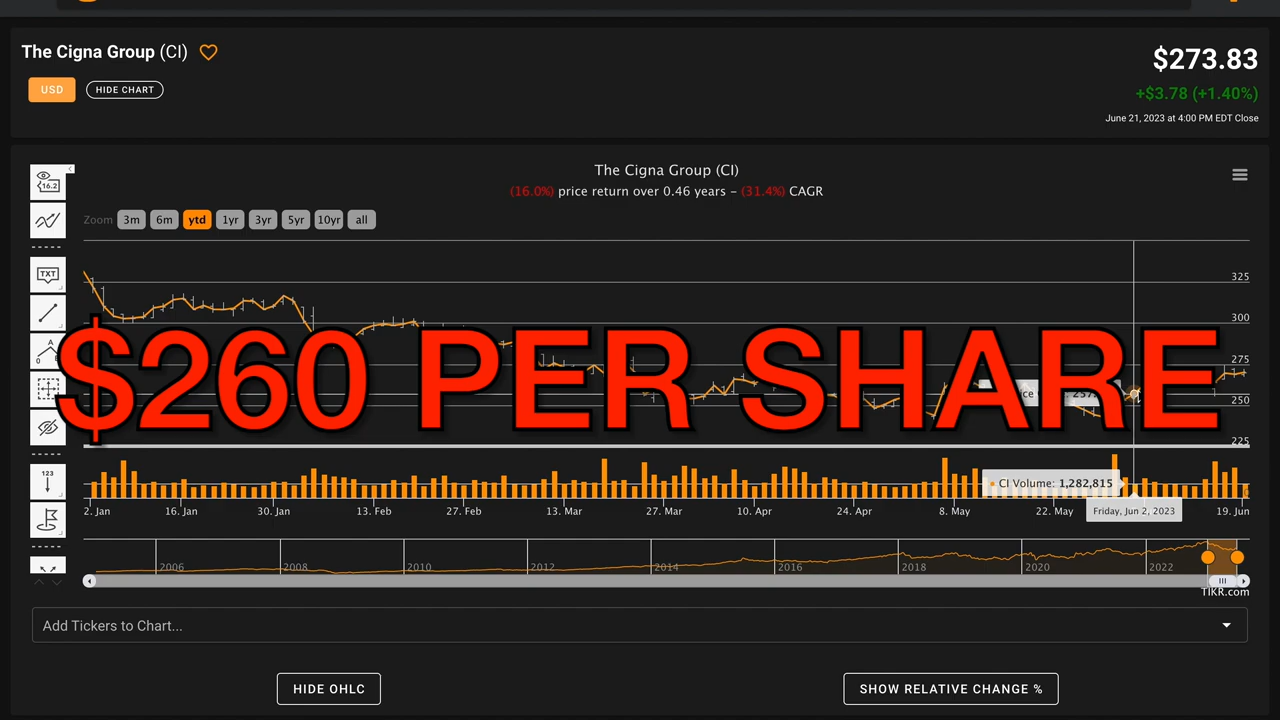 The Cigna Group (CI)
$273.83
USD
HIDE CHART
+$3.78 (+1.40%)
June 21, 2023 at 4:00 PM EDT Close
The Cigna Group (CI)
(16.0%) price return over 0.46 years – (31.4%) CAGR
Zoom 3m 6m ytd 1yr 3yr 5yr 10yr all
16.2
TXT
325
300
275
250
225
$260 PER SHARE
A
0
123
CI Volume: 1,282,815
2. Jan 16. Jan 30. Jan 13. Feb 27. Feb 13. Mar 27. Mar 10. Apr 24. Apr 8. May 22. May 19. Jun
Friday, Jun 2, 2023
2006 2008 2010 2012 2014 2016 2018 2020 2022
TIKR.com
Add Tickers to Chart...
HIDE OHLC
SHOW RELATIVE CHANGE %